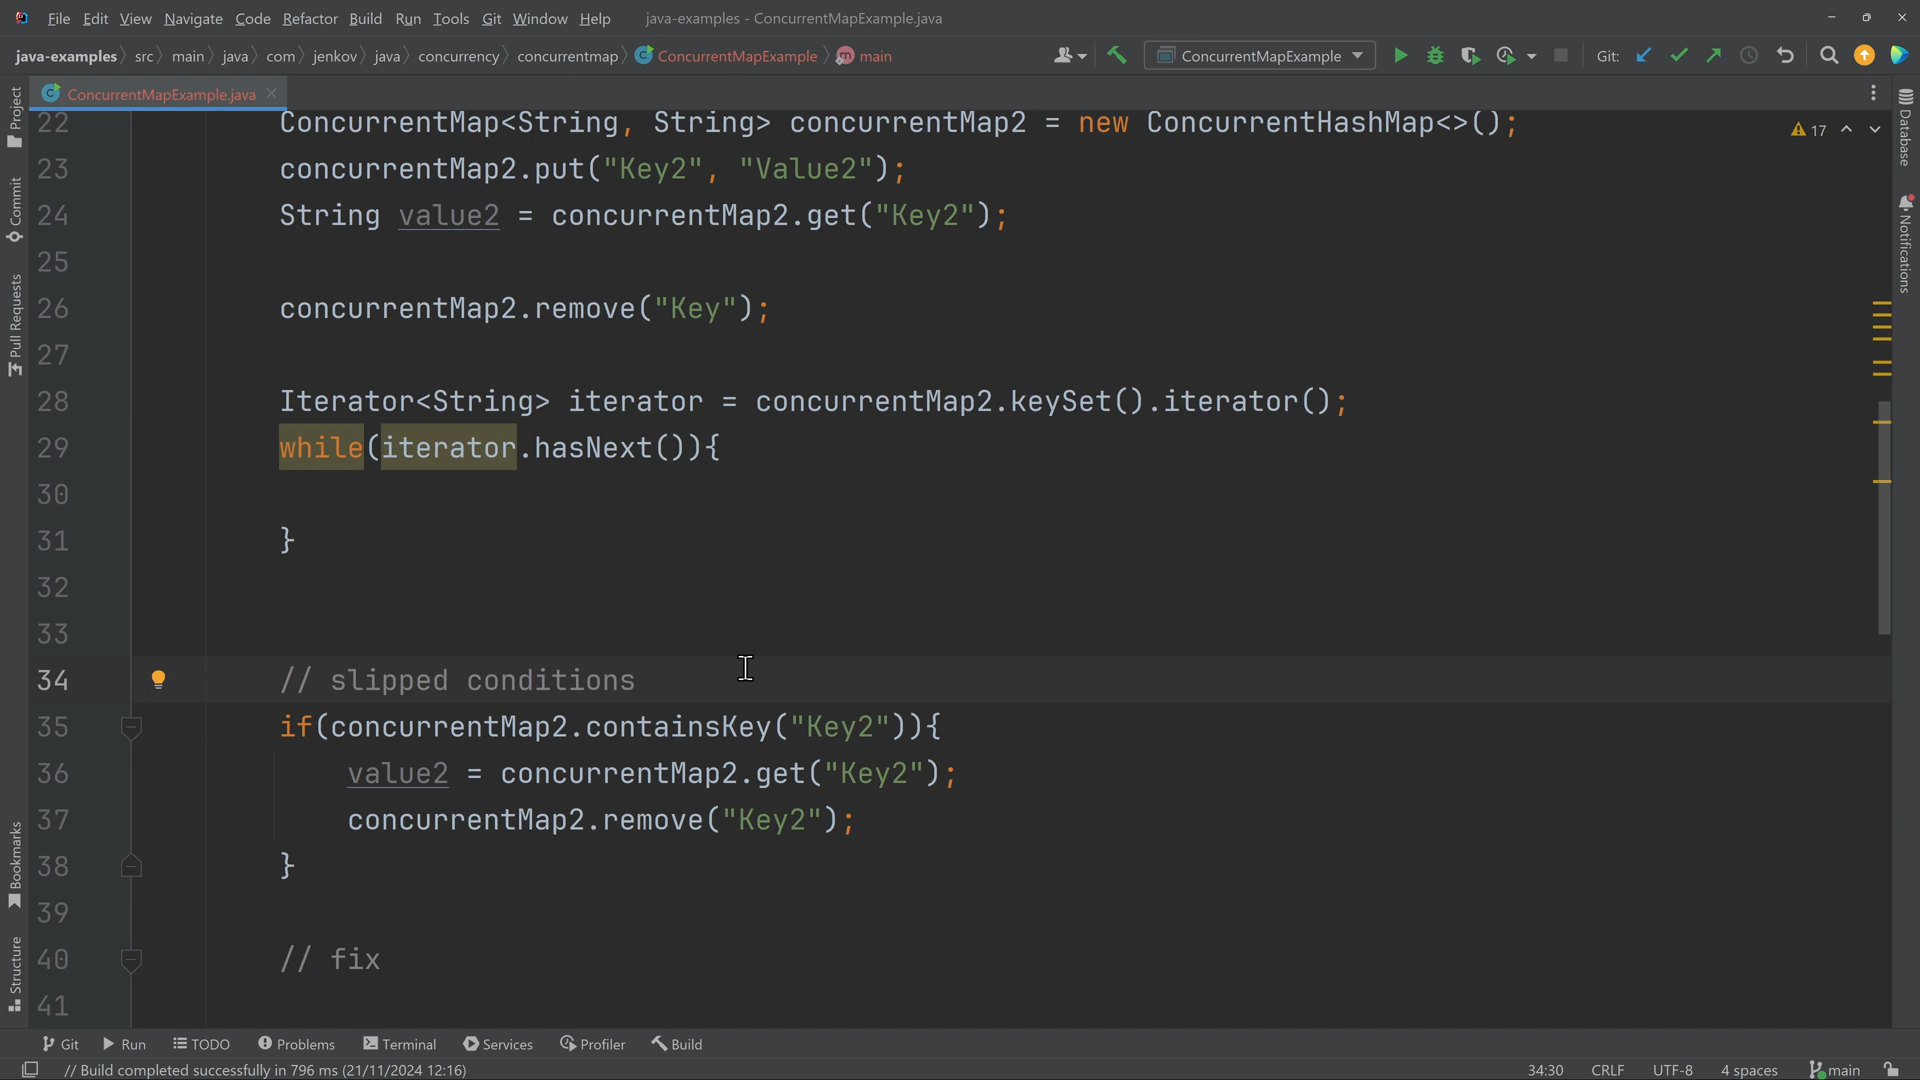 File Edit View Navigate Code Refactor Build Run Tools Git Window Help java-examples - ConcurrentMapExample.java
java-examples src main java com jenkov java concurrency concurrentmap ConcurrentMapExample main ConcurrentMapExample Git:
ConcurrentMapExample.java
Project
Commit
Pull Requests
Bookmarks
Structure
Database
Notifications
17
22 ConcurrentMap<String, String> concurrentMap2 = new ConcurrentHashMap<>();
23 concurrentMap2.put("Key2", "Value2");
24 String value2 = concurrentMap2.get("Key2");
25
26 concurrentMap2.remove("Key");
27
28 Iterator<String> iterator = concurrentMap2.keySet().iterator();
29 while(iterator.hasNext()){
30
31 }
32
33
34 // slipped conditions
35 if(concurrentMap2.containsKey("Key2")){
36 value2 = concurrentMap2.get("Key2");
37 concurrentMap2.remove("Key2");
38 }
39
40 // fix
41
Git Run TODO Problems Terminal Services Profiler Build
// Build completed successfully in 796 ms (21/11/2024 12:16) 34:30 CRLF UTF-8 4 spaces main